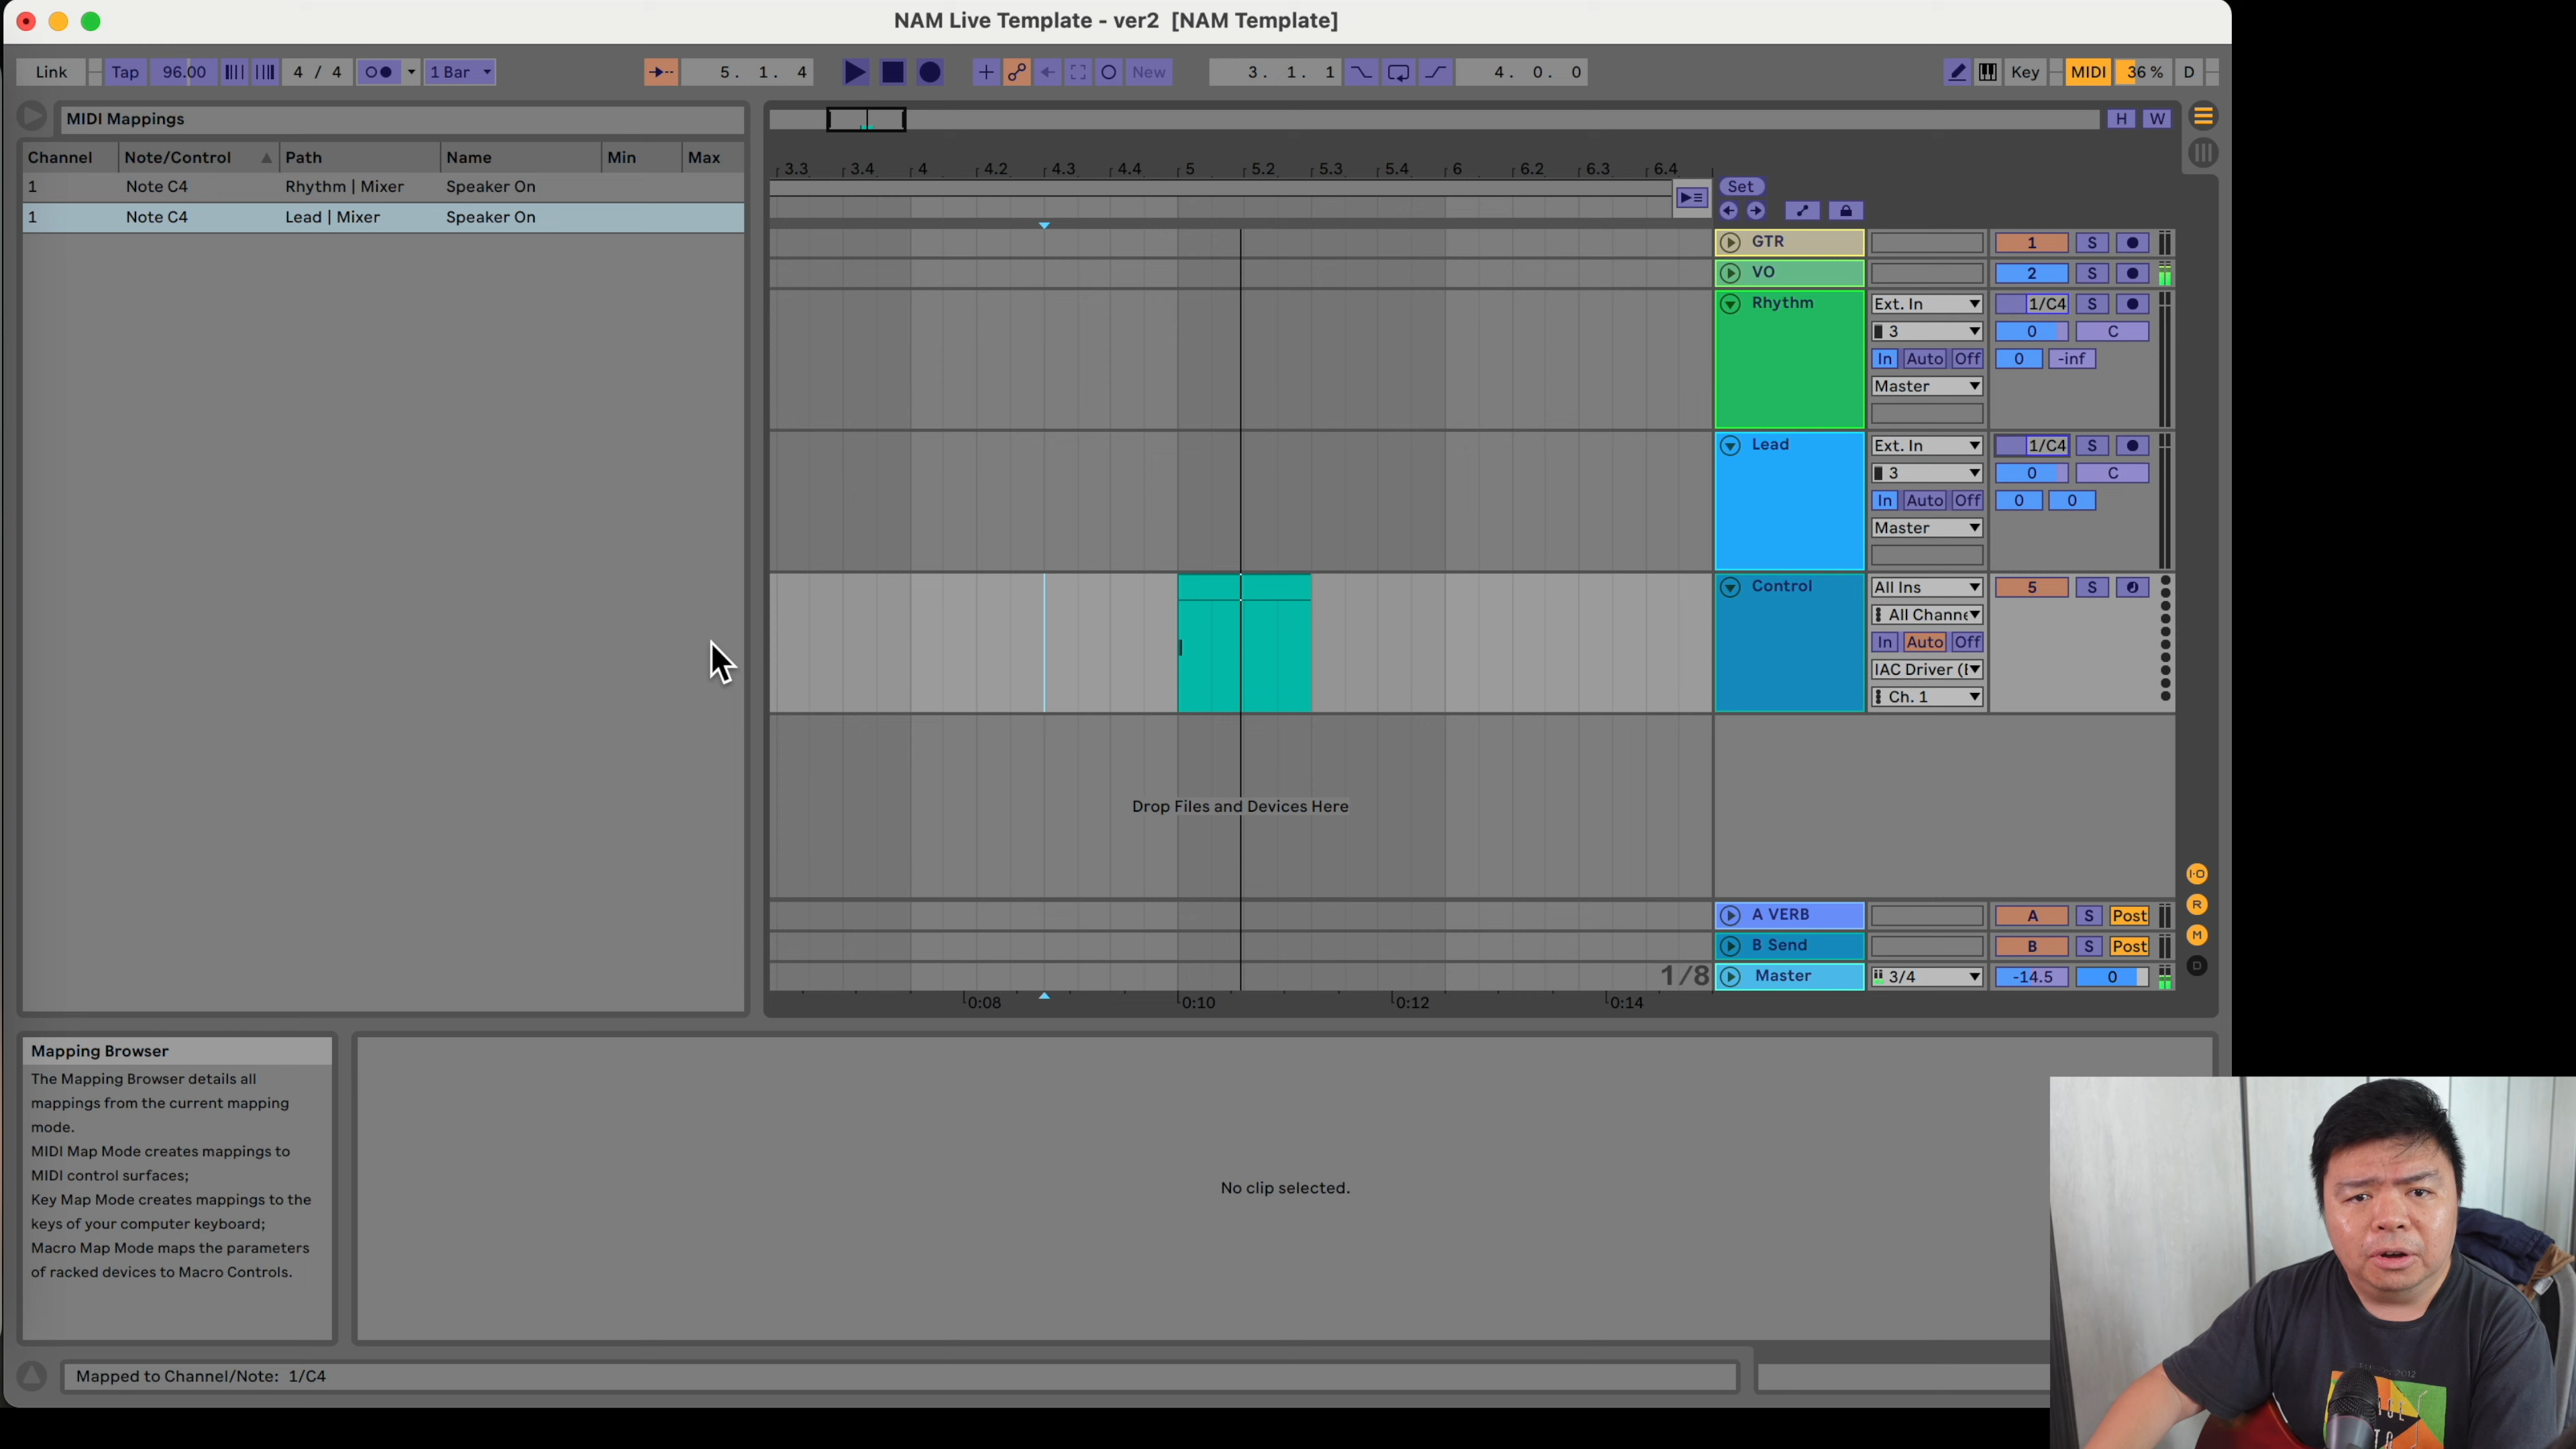 NAM Live Template - ver2 [NAM Template]
Link Tap 96.00 4 / 4 1 Bar 5. 1. 4 New 3. 1. 1 4. 0. 0 Key MIDI 36 % D
MIDI Mappings
H W
Channel Note/Control Path Name Min Max
1 Note C4 Rhythm | Mixer Speaker On
1 Note C4 Lead | Mixer Speaker On
3.3 3.4 4 4.2 4.3 4.4 5 5.2 5.3 5.4 6 6.2 6.3 6.4
Set
GTR 1 S
VO 2 S
Rhythm Ext. In 1/C4 S
3 0 C
In Auto Off 0 -inf
Master
Lead Ext. In 1/C4 S
3 0 C
In Auto Off 0 0
Master
Control All Ins 5 S
All Channe
In Auto Off
IAC Driver (
Ch. 1
Drop Files and Devices Here
I-O
R
M
D
A VERB A S Post
B Send B S Post
1/8 Master 3/4 -14.5 0
0:08 0:10 0:12 0:14
Mapping Browser
The Mapping Browser details all
mappings from the current mapping
mode.
MIDI Map Mode creates mappings to
MIDI control surfaces;
Key Map Mode creates mappings to the
keys of your computer keyboard;
Macro Map Mode maps the parameters
of racked devices to Macro Controls.
No clip selected.
Mapped to Channel/Note: 1/C4
2012